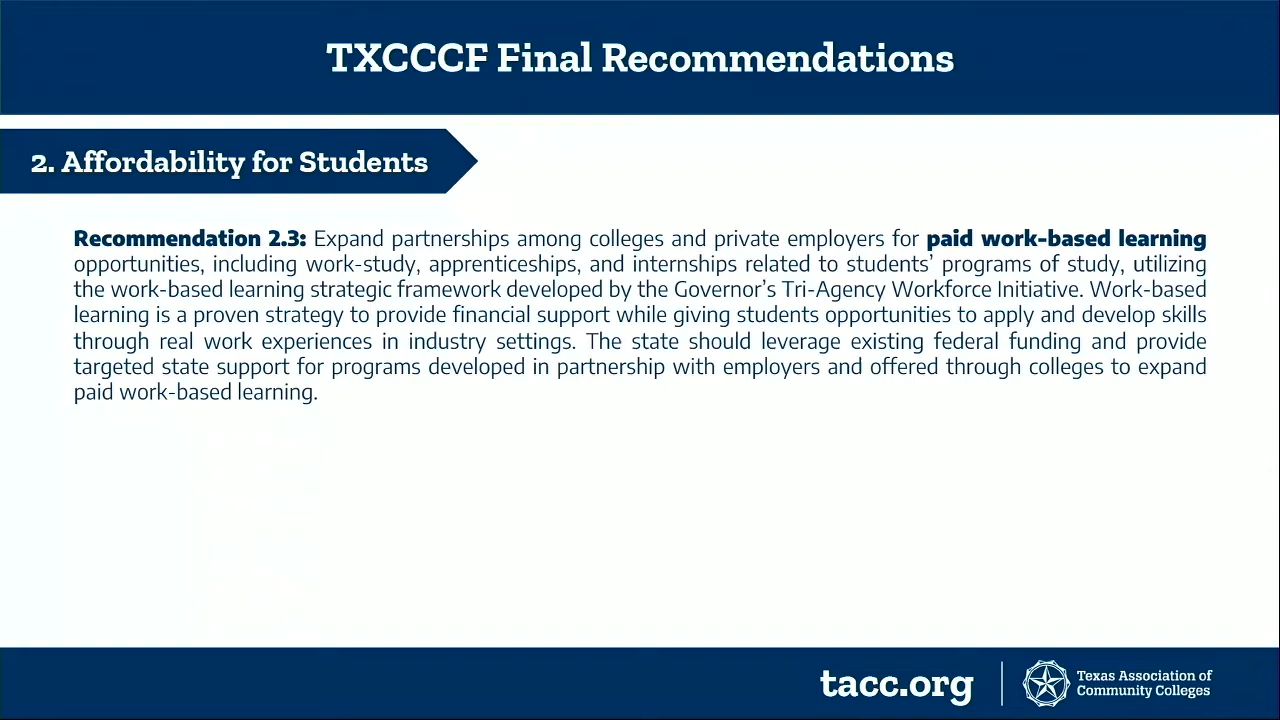 TXCCCF Final Recommendations
2. Affordability for Students
Recommendation 2.3: Expand partnerships among colleges and private employers for paid work-based learning
opportunities, including work-study, apprenticeships, and internships related to students’ programs of study, utilizing
the work-based learning strategic framework developed by the Governor’s Tri-Agency Workforce Initiative. Work-based
learning is a proven strategy to provide financial support while giving students opportunities to apply and develop skills
through real work experiences in industry settings. The state should leverage existing federal funding and provide
targeted state support for programs developed in partnership with employers and offered through colleges to expand
paid work-based learning.
tacc.org
Texas Association of
Community Colleges